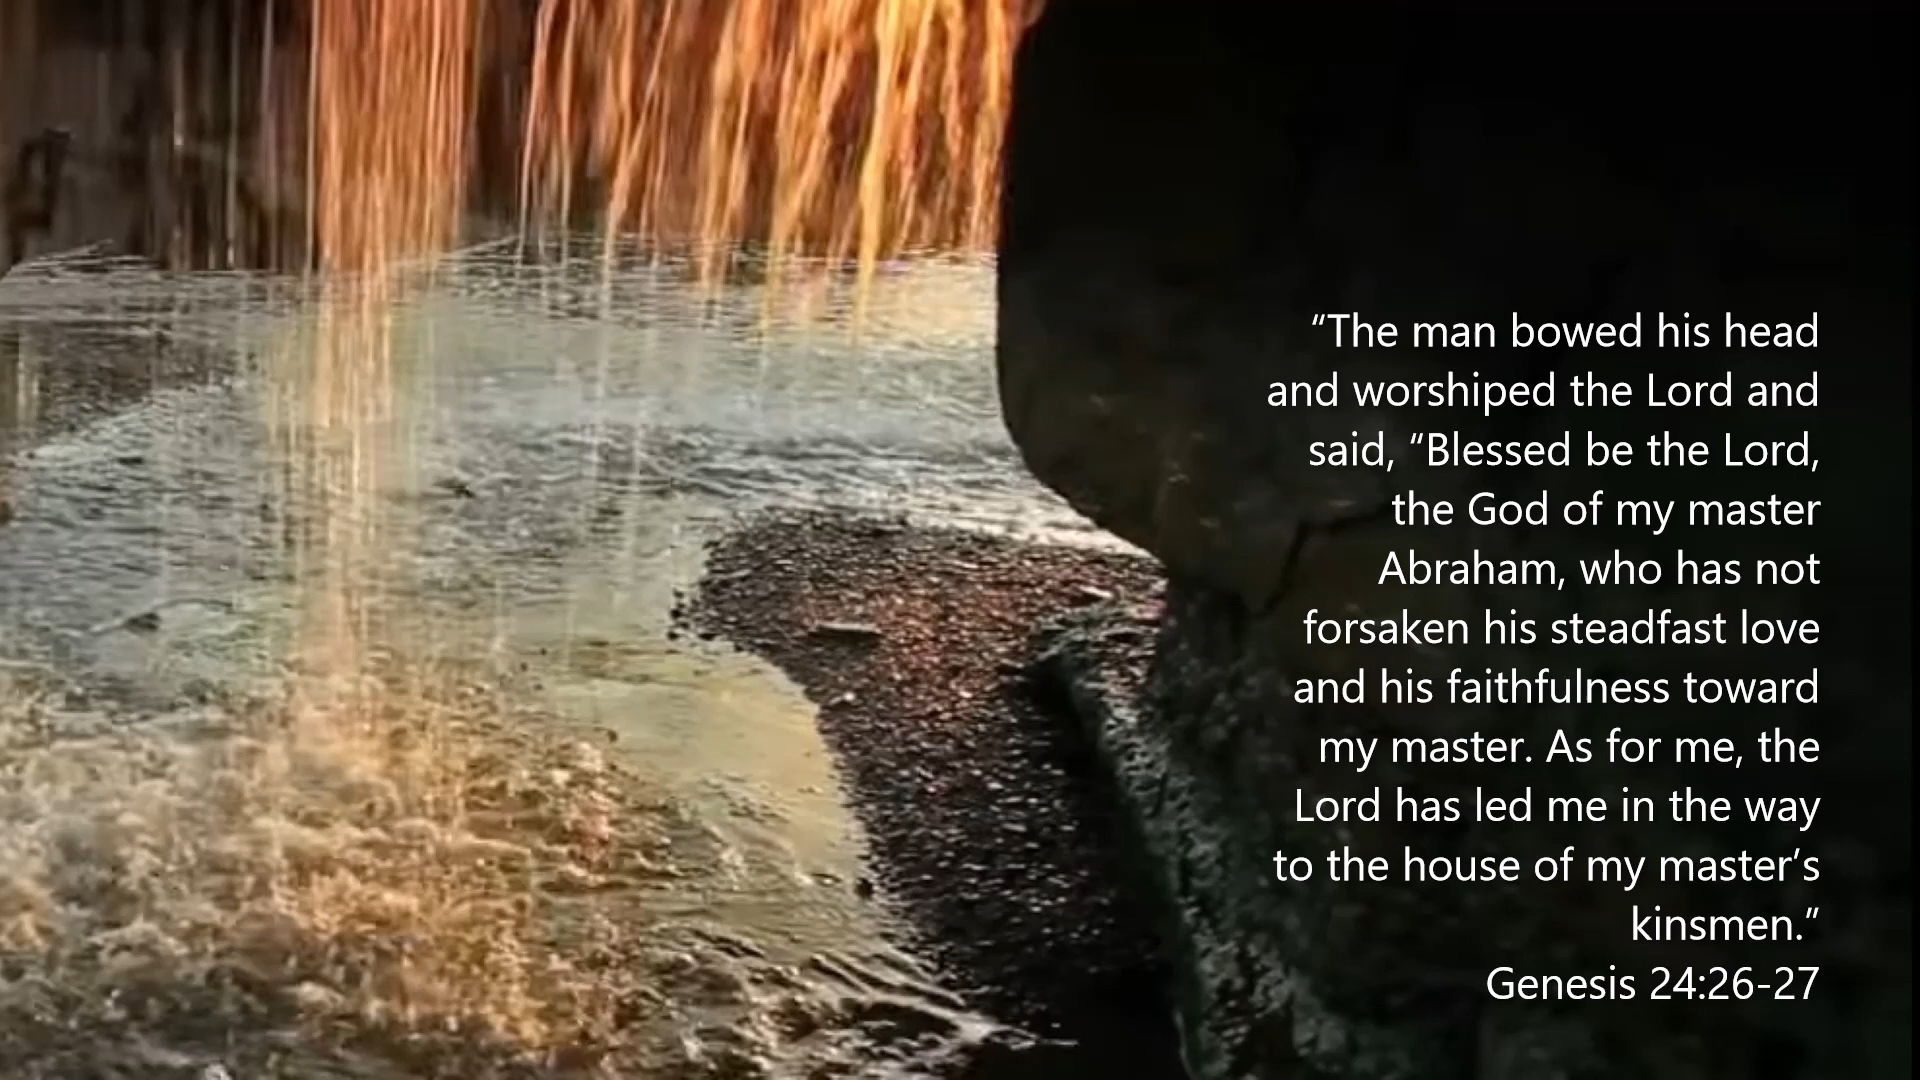 “The man bowed his head
and worshiped the Lord and
said, “Blessed be the Lord,
the God of my master
Abraham, who has not
forsaken his steadfast love
and his faithfulness toward
my master. As for me, the
Lord has led me in the way
to the house of my master’s
kinsmen.”
Genesis 24:26-27